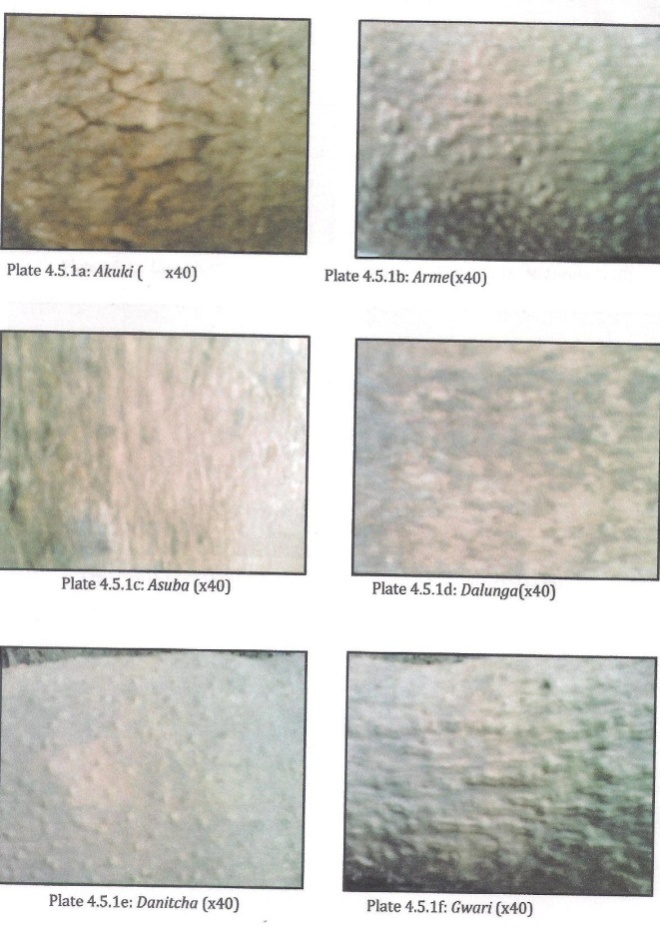 Plate 4.5.1a: Akuki (     x40)
Plate 4.5.1b: Arme(x40)
Plate 4.5.1c: Asuba (x40)
Plate 4.5.1d: Dalunga(x40)
Plate 4.5.1e: Danitcha (x40)
Plate 4.5.1f: Gwari (x40)